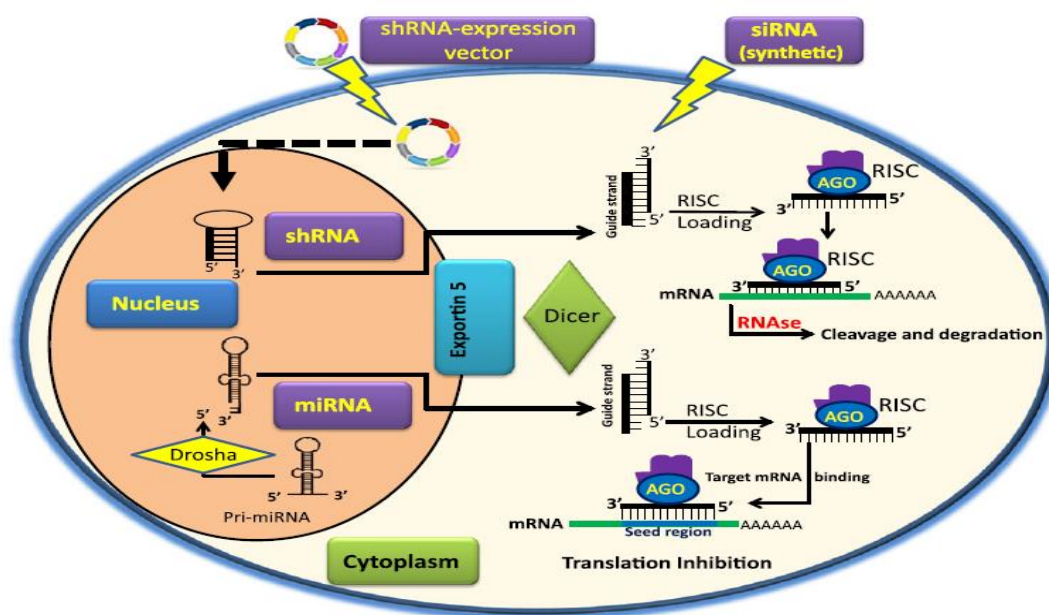 shRNA-expression
vector
siRNA
(synthetic)
3’
Guide strand
5’
RISC
Loading
AGO
RISC
3’
5’
shRNA
5’
3’
Nucleus
Exportin 5
Dicer
AGO
RISC
3’
5’
mRNA
AAAAAA
RNAse
Cleavage and degradation
3’
Guide strand
5’
RISC
Loading
AGO
RISC
3’
5’
miRNA
5’
3’
Drosha
5’
3’
Pri-miRNA
Target mRNA binding
AGO
3’
5’
mRNA
AAAAAA
Seed region
Cytoplasm
Translation Inhibition